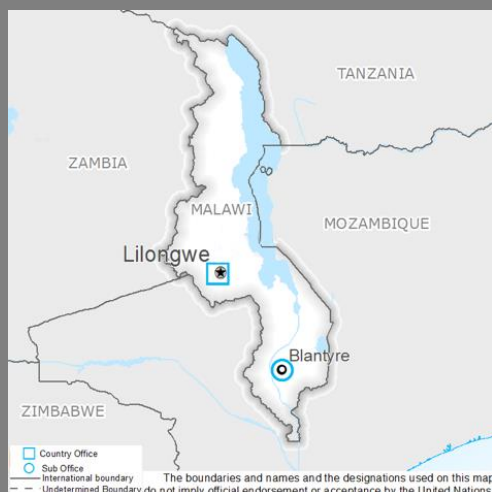 TANZANIA
ZAMBIA
MALAWI
MOZAMBIQUE
Lilongwe
Blantyre
ZIMBABWE
Country Office
Sub Office
International boundary
Undetermined Boundary
The boundaries and names and the designations used on this map
do not imply official endorsement or acceptance by the United Nations